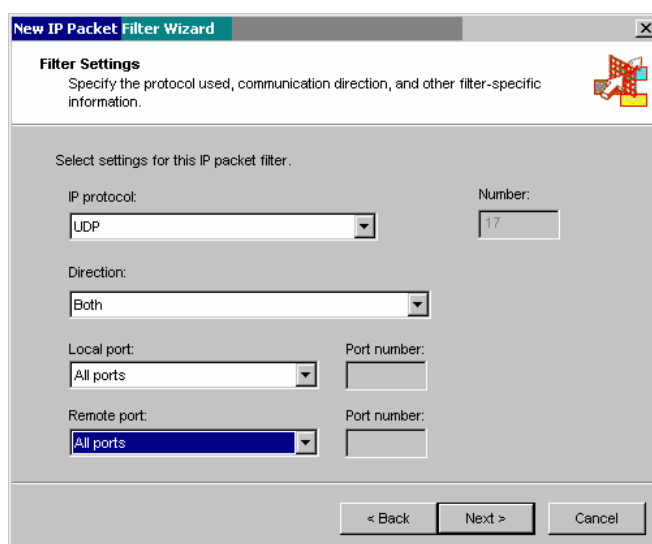 New IP Packet Filter Wizard
Filter Settings
Specify the protocol used, communication direction, and other filter-specific
information.
Select settings for this IP packet filter.
IP protocol:
Number:
UDP
17
Direction:
Both
Local port:
Port number:
All ports
Remote port:
Port number:
All ports
< Back
Next >
Cancel